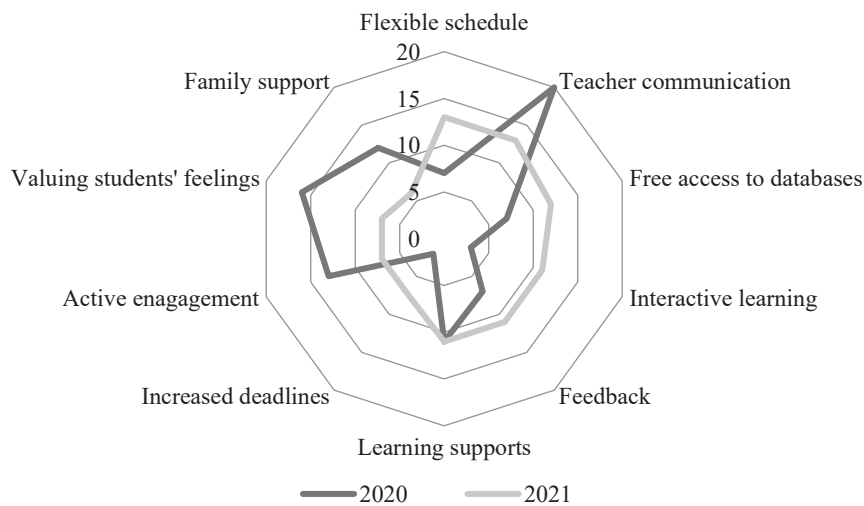 Flexible schedule
20
Family support
Teacher communication
15
10
Valuing students' feelings
Free access to databases
5
0
Active enagagement
Interactive learning
Increased deadlines
Feedback
Learning supports
2020
2021